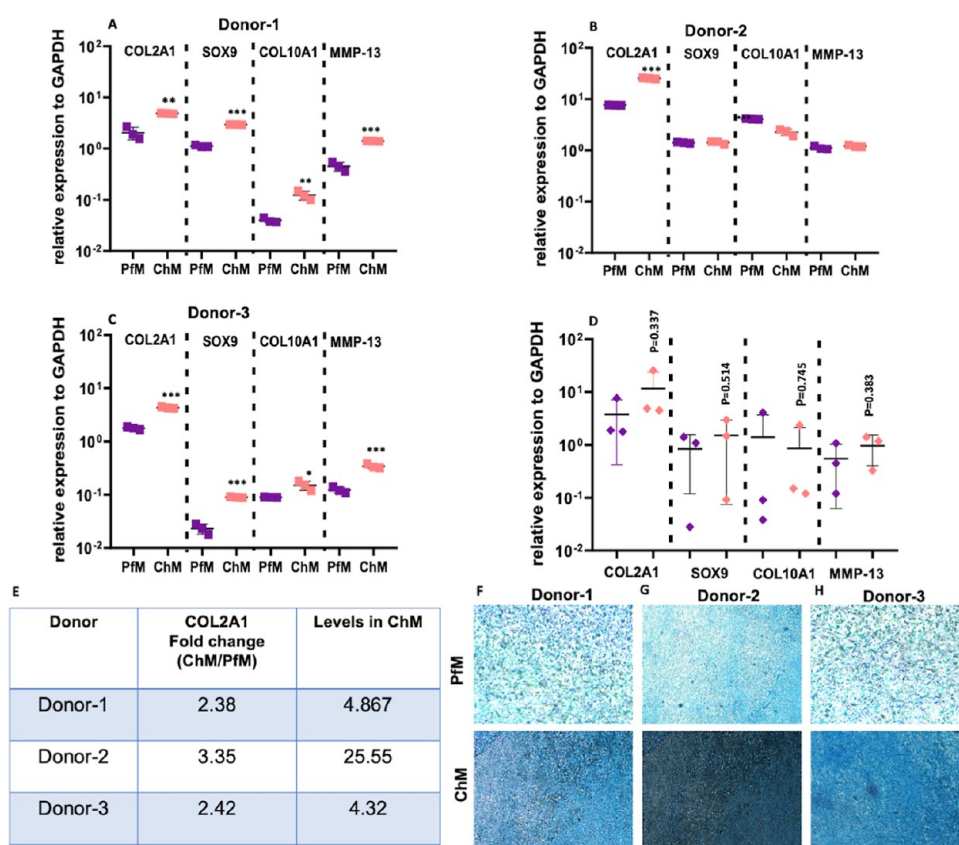 A
Donor-1
COL2A1 SOX9 COL10A1 MMP-13
relative expression to GAPDH
10²
10¹
10⁰
10⁻¹
10⁻²
** *** ** ***
PfM ChM PfM ChM PfM ChM PfM ChM
B
Donor-2
COL2A1 SOX9 COL10A1 MMP-13
relative expression to GAPDH
10²
10¹
10⁰
10⁻¹
10⁻²
***
PfM ChM PfM ChM PfM ChM PfM ChM
C
Donor-3
COL2A1 SOX9 COL10A1 MMP-13
relative expression to GAPDH
10²
10¹
10⁰
10⁻¹
10⁻²
*** *** * ***
PfM ChM PfM ChM PfM ChM PfM ChM
D
relative expression to GAPDH
10²
10¹
10⁰
10⁻¹
10⁻²
P=0.337
P=0.514
P=0.745
P=0.383
COL2A1 SOX9 COL10A1 MMP-13
E
Donor COL2A1 Levels in ChM
Fold change
(ChM/PfM)
Donor-1 2.38 4.867
Donor-2 3.35 25.55
Donor-3 2.42 4.32
F Donor-1 G Donor-2 H Donor-3
PfM
ChM